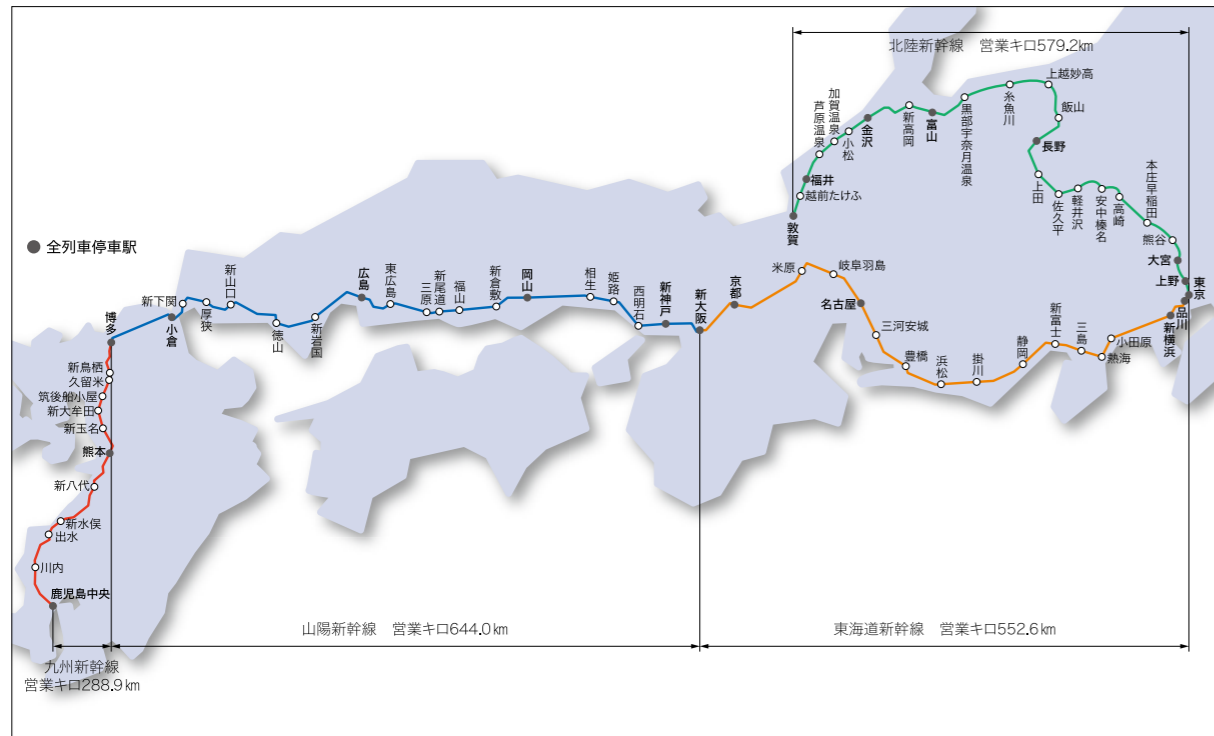 北陸新幹線　営業キロ579.2km
上越妙高
糸魚川
飯山
黒部宇奈月温泉
富山
新高岡
金沢
小松
加賀温泉
芦原温泉
福井
越前たけふ
敦賀
長野
上田
佐久平
軽井沢
安中榛名
高崎
本庄早稲田
熊谷
大宮
上野
東京
品川
新横浜
小田原
熱海
三島
新富士
静岡
掛川
浜松
豊橋
三河安城
名古屋
岐阜羽島
米原
京都
新大阪
新神戸
西明石
姫路
相生
岡山
新倉敷
福山
新尾道
三原
東広島
広島
新岩国
徳山
新山口
厚狭
新下関
小倉
博多
●全列車停車駅
新鳥栖
久留米
筑後船小屋
新大牟田
新玉名
熊本
新八代
新水俣
出水
川内
鹿児島中央
山陽新幹線　営業キロ644.0km
東海道新幹線　営業キロ552.6km
九州新幹線
営業キロ288.9km